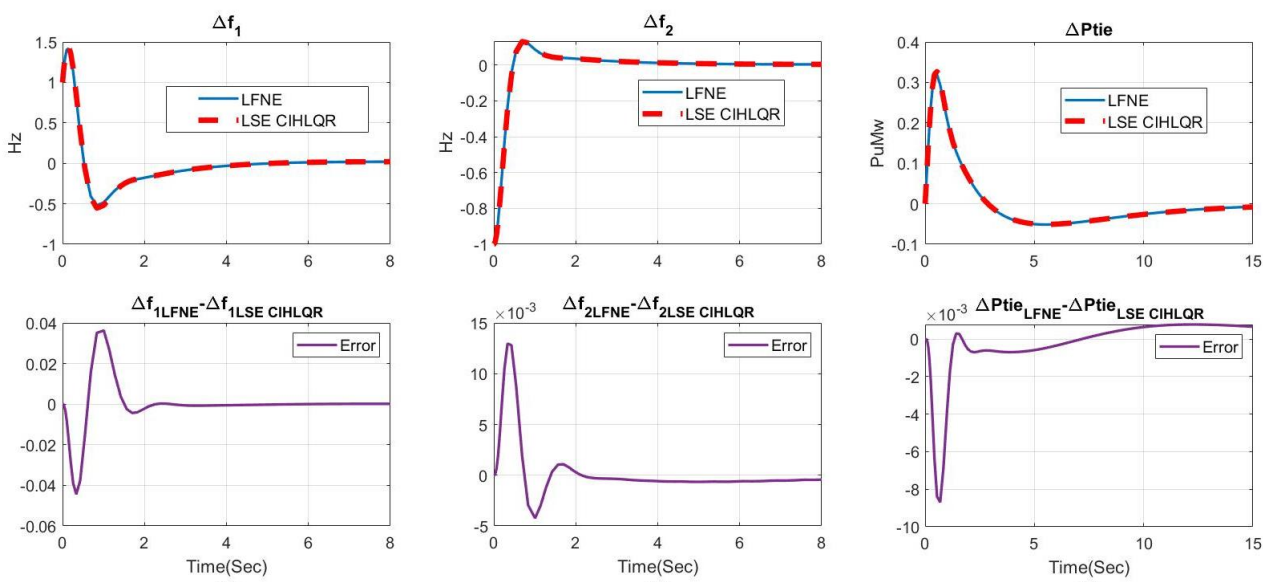 Δf1
Hz
1.5
1
0.5
0
-0.5
-1
LFNE
LSE CIHLQR
0 2 4 6 8
Δf2
Hz
0
-0.2
-0.4
-0.6
-0.8
-1
LFNE
LSE CIHLQR
0 2 4 6 8
ΔPtie
PuMw
0.4
0.3
0.2
0.1
0
-0.1
LFNE
LSE CIHLQR
0 5 10 15
Δf1LFNE-Δf1LSE CIHLQR
0.04
0.02
0
-0.02
-0.04
-0.06
Error
0 2 4 6 8
Time(Sec)
Δf2LFNE-Δf2LSE CIHLQR
×10-3
15
10
5
0
-5
Error
0 2 4 6 8
Time(Sec)
ΔPtieLFNE-ΔPtieLSE CIHLQR
×10-3
0
-2
-4
-6
-8
-10
Error
0 5 10 15
Time(Sec)